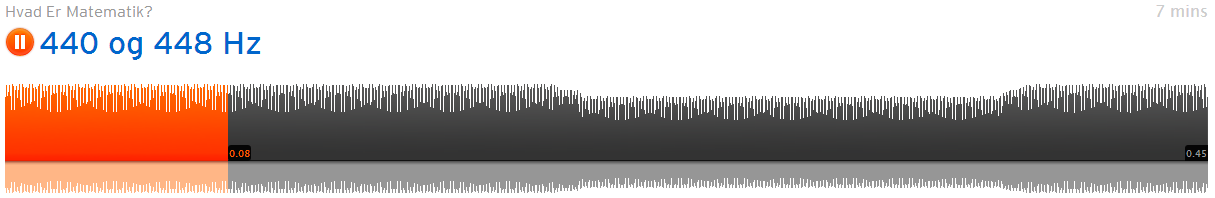 Hvad Er Matematik?
7 mins
440 og 448 Hz
0.08
0.45